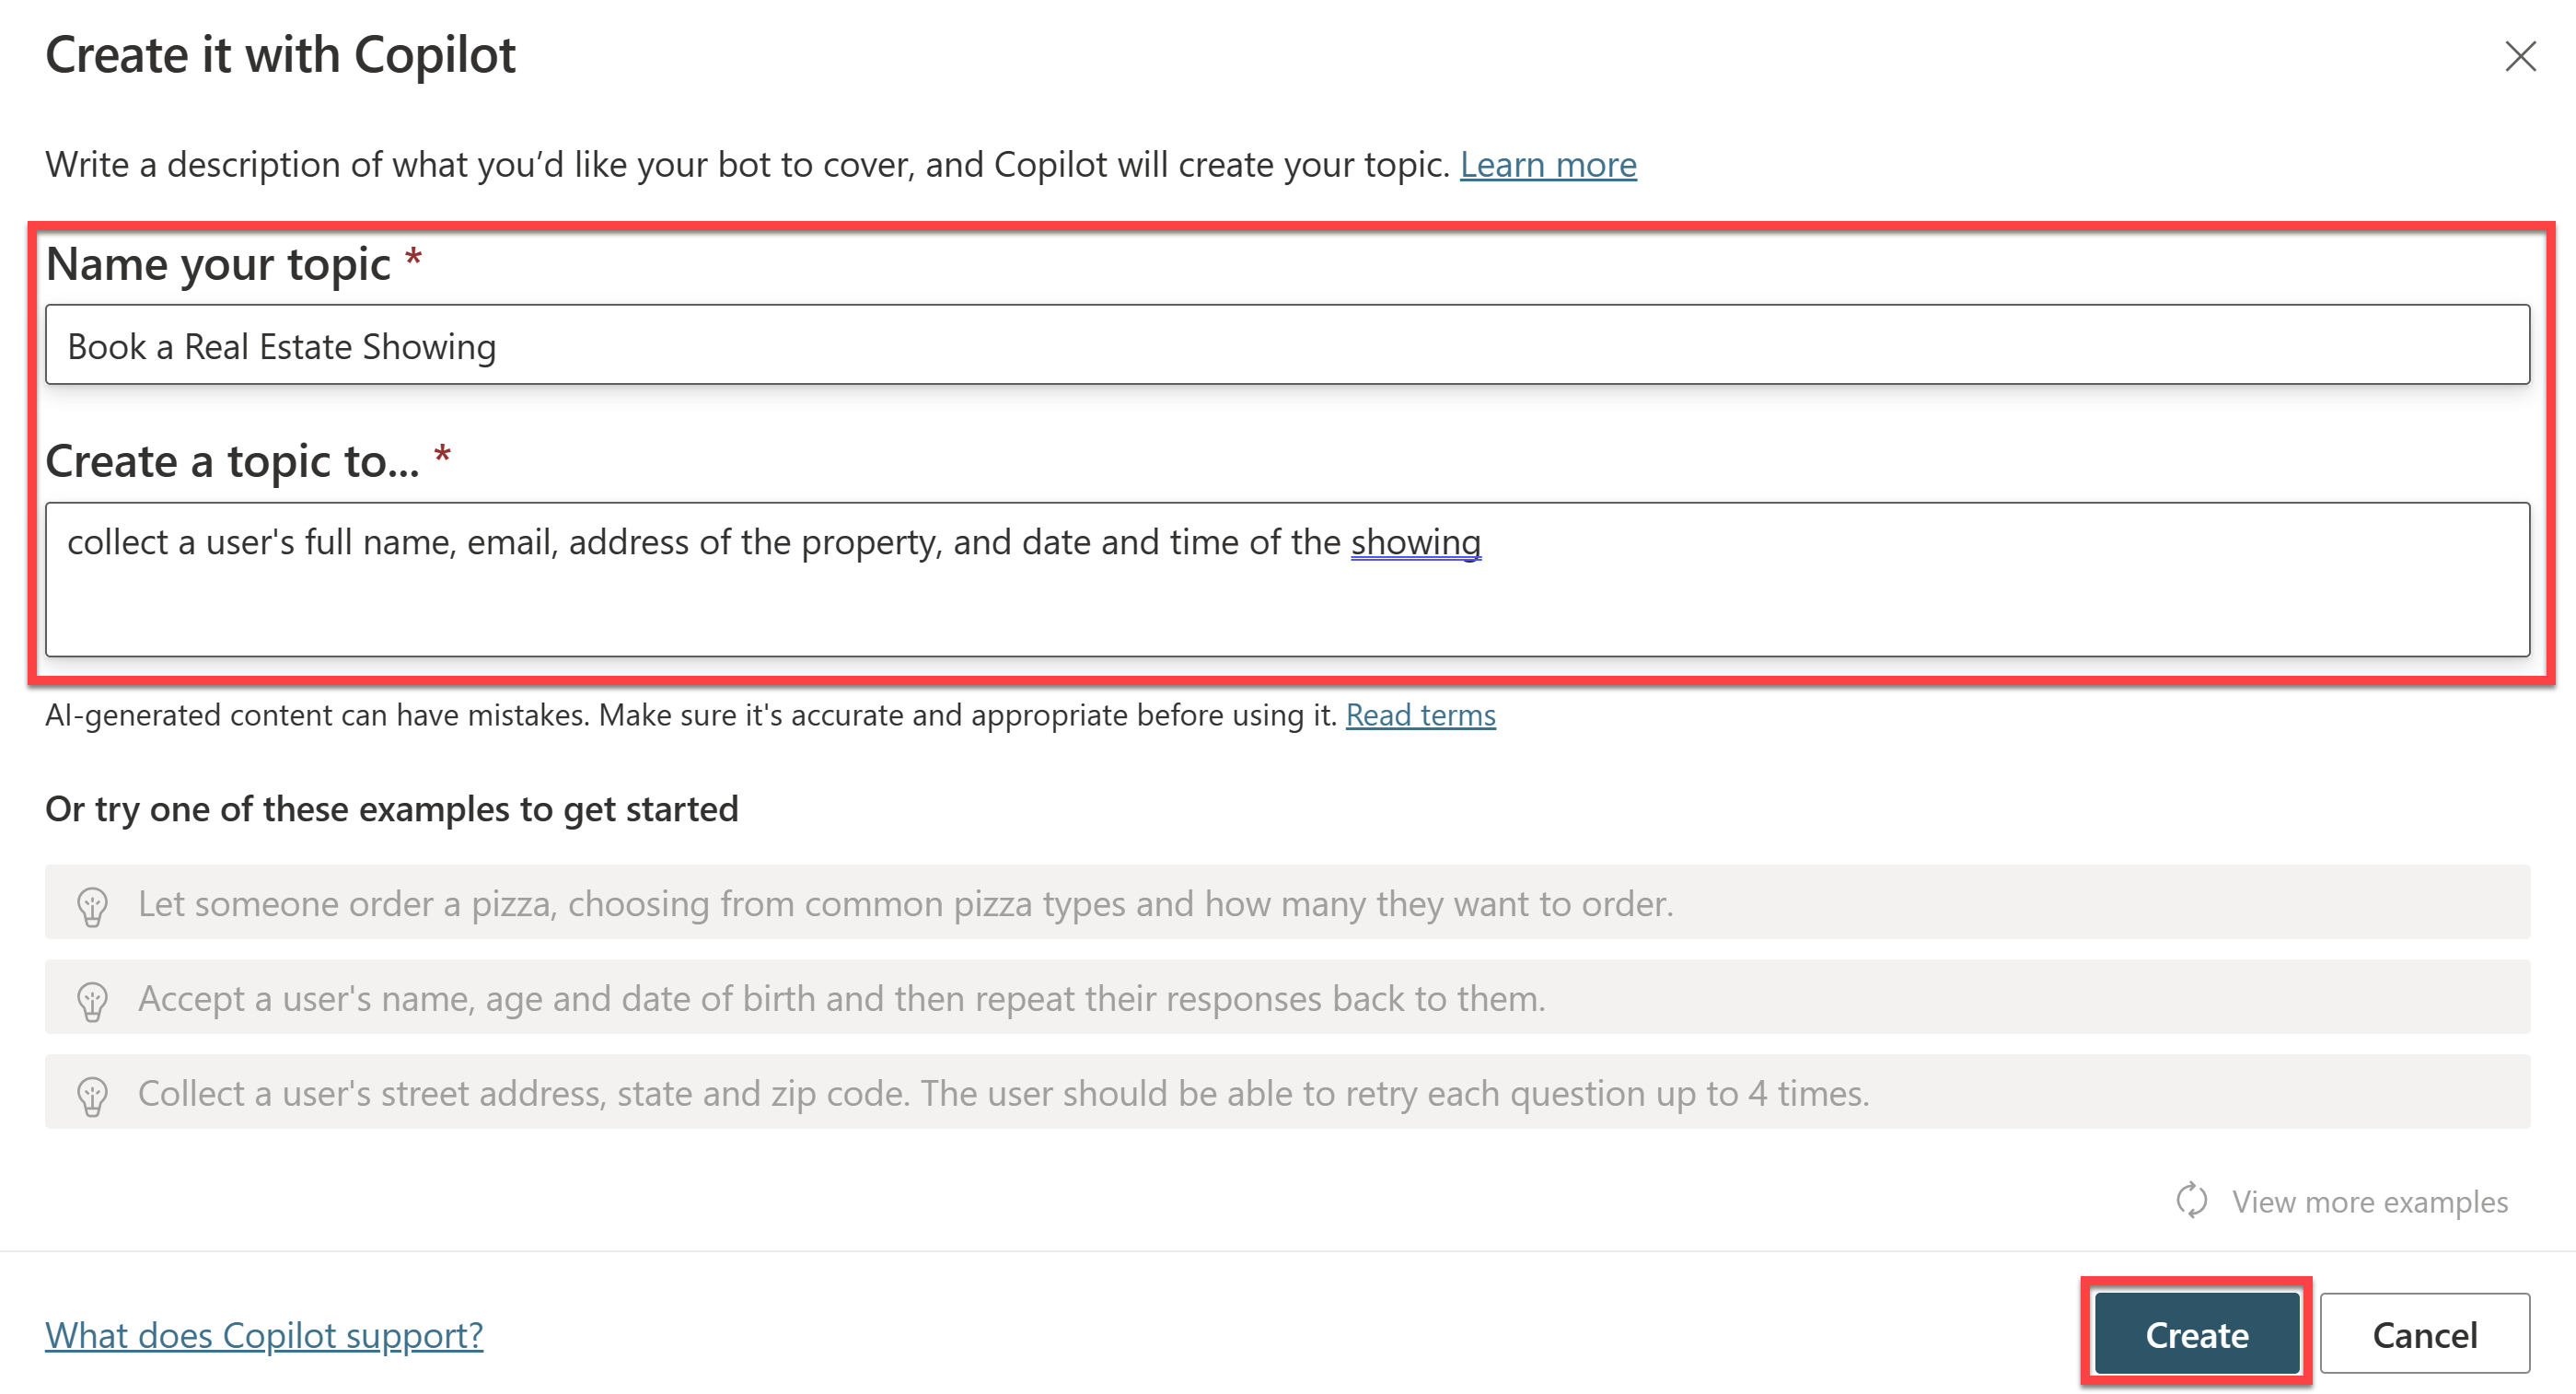 Create it with Copilot
Write a description of what you’d like your bot to cover, and Copilot will create your topic. Learn more
Name your topic *
Book a Real Estate Showing
Create a topic to... *
collect a user's full name, email, address of the property, and date and time of the showing
AI-generated content can have mistakes. Make sure it's accurate and appropriate before using it. Read terms
Or try one of these examples to get started
Let someone order a pizza, choosing from common pizza types and how many they want to order.
Accept a user's name, age and date of birth and then repeat their responses back to them.
Collect a user's street address, state and zip code. The user should be able to retry each question up to 4 times.
View more examples
What does Copilot support?
Create
Cancel